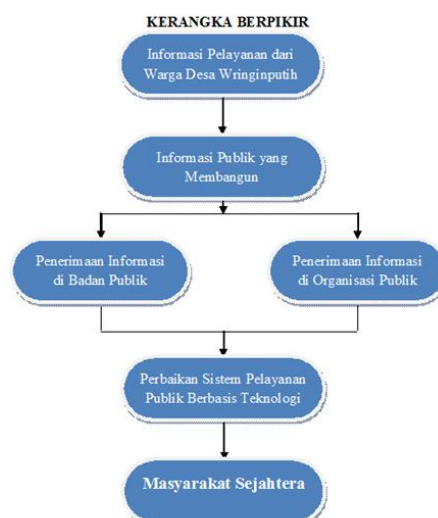 KERANGKA BERPIKIR
Informasi Pelayanan dari
Warga Desa Wringinputih
Informasi Publik yang
Membangun
Penerimaan Informasi
di Badan Publik
Penerimaan Informasi
di Organisasi Publik
Perbaikan Sistem Pelayanan
Publik Berbasis Teknologi
Masyarakat Sejahtera